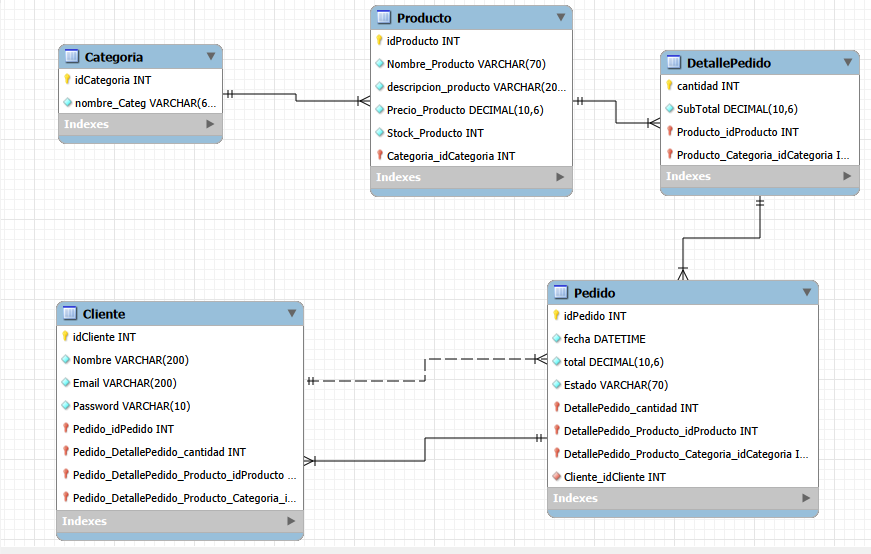 Categoria
idCategoria INT
nombre_Categ VARCHAR(6...
Indexes
Producto
idProducto INT
Nombre_Producto VARCHAR(70)
descripcion_producto VARCHAR(20...
Precio_Producto DECIMAL(10,6)
Stock_Producto INT
Categoria_idCategoria INT
Indexes
DetallePedido
cantidad INT
SubTotal DECIMAL(10,6)
Producto_idProducto INT
Producto_Categoria_idCategoria I...
Indexes
Cliente
idCliente INT
Nombre VARCHAR(200)
Email VARCHAR(200)
Password VARCHAR(10)
Pedido_idPedido INT
Pedido_DetallePedido_cantidad INT
Pedido_DetallePedido_Producto_idProducto ...
Pedido_DetallePedido_Producto_Categoria_i...
Indexes
Pedido
idPedido INT
fecha DATETIME
total DECIMAL(10,6)
Estado VARCHAR(70)
DetallePedido_cantidad INT
DetallePedido_Producto_idProducto INT
DetallePedido_Producto_Categoria_idCategoria I...
Cliente_idCliente INT
Indexes